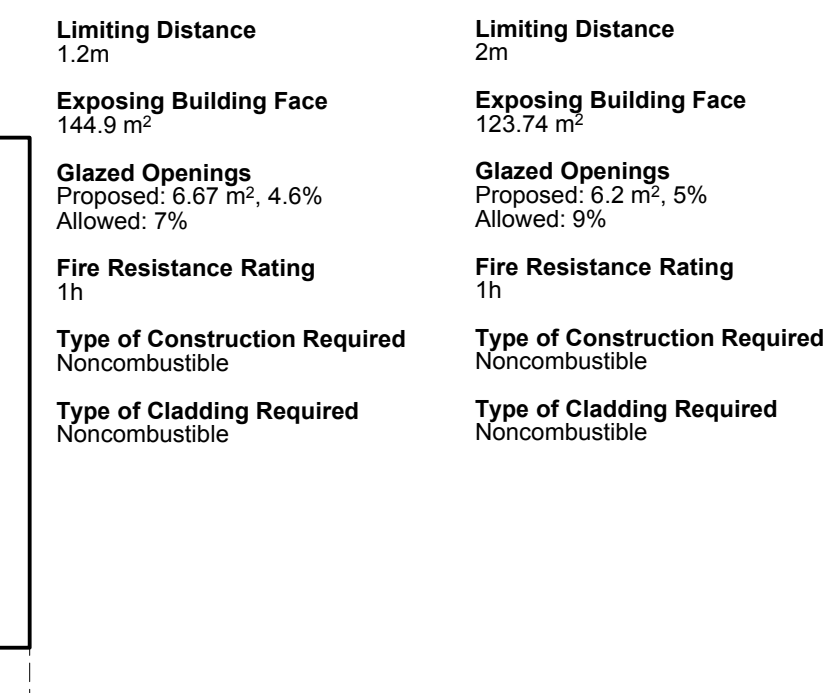 Limiting Distance
1.2m
Exposing Building Face
144.9 m²
Glazed Openings
Proposed: 6.67 m², 4.6%
Allowed: 7%
Fire Resistance Rating
1h
Type of Construction Required
Noncombustible
Type of Cladding Required
Noncombustible
Limiting Distance
2m
Exposing Building Face
123.74 m²
Glazed Openings
Proposed: 6.2 m², 5%
Allowed: 9%
Fire Resistance Rating
1h
Type of Construction Required
Noncombustible
Type of Cladding Required
Noncombustible